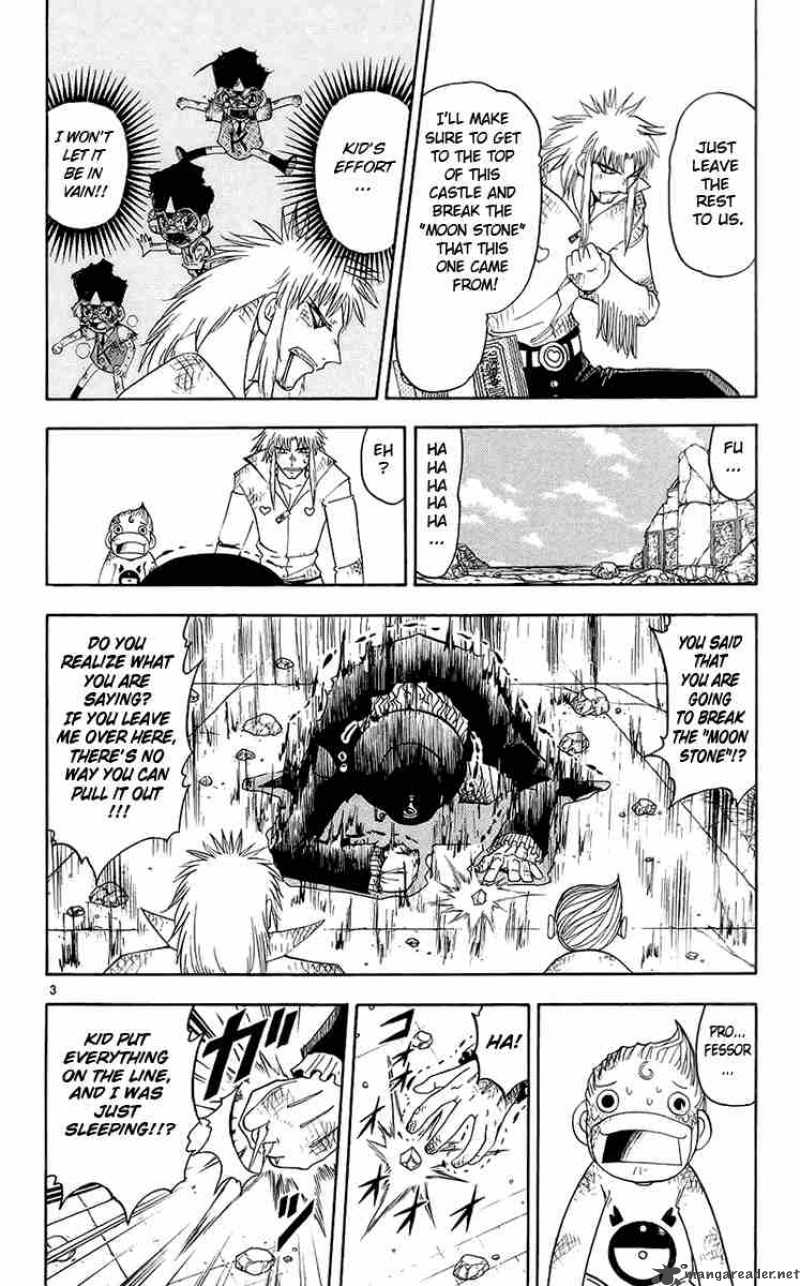 JUST
LEAVE
THE
REST
TO US.
I'LL MAKE
SURE TO GET
TO THE TOP
OF THIS
CASTLE AND
BREAK THE
"MOON STONE"
THAT THIS
ONE CAME
FROM!
KID'S
EFFORT
...
I WON'T
LET IT
BE IN
VAIN!!
FU
...
HA
HA
HA
HA
HA
...
EH
?
YOU SAID
THAT
YOU ARE
GOING
TO BREAK
THE "MOON
STONE"!?
DO YOU
REALIZE WHAT
YOU ARE
SAYING?
IF YOU LEAVE
ME OVER HERE,
THERE'S NO
WAY YOU CAN
PULL IT OUT
!!!
3
PRO...
FESSOR
...
HA!
ガッ
KID PUT
EVERYTHING
ON THE LINE,
AND I WAS
JUST
SLEEPING!!?
mangareader.net